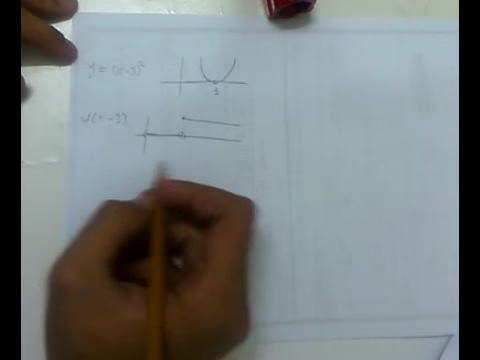 y = (x-3)²
3
u(x-3)